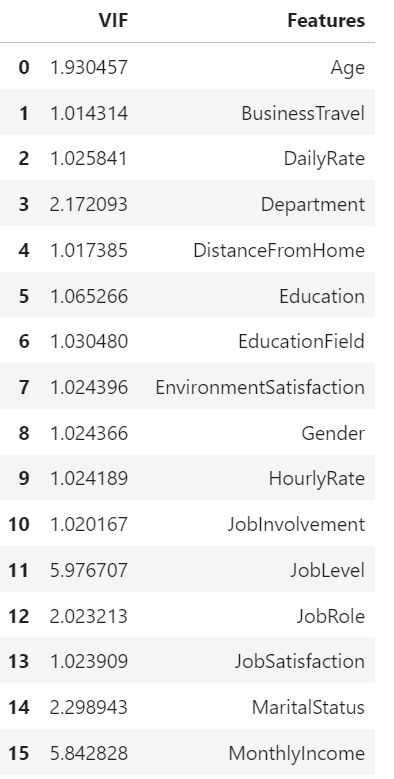 VIF Features
0 1.930457 Age
1 1.014314 BusinessTravel
2 1.025841 DailyRate
3 2.172093 Department
4 1.017385 DistanceFromHome
5 1.065266 Education
6 1.030480 EducationField
7 1.024396 EnvironmentSatisfaction
8 1.024366 Gender
9 1.024189 HourlyRate
10 1.020167 JobInvolvement
11 5.976707 JobLevel
12 2.023213 JobRole
13 1.023909 JobSatisfaction
14 2.298943 MaritalStatus
15 5.842828 MonthlyIncome